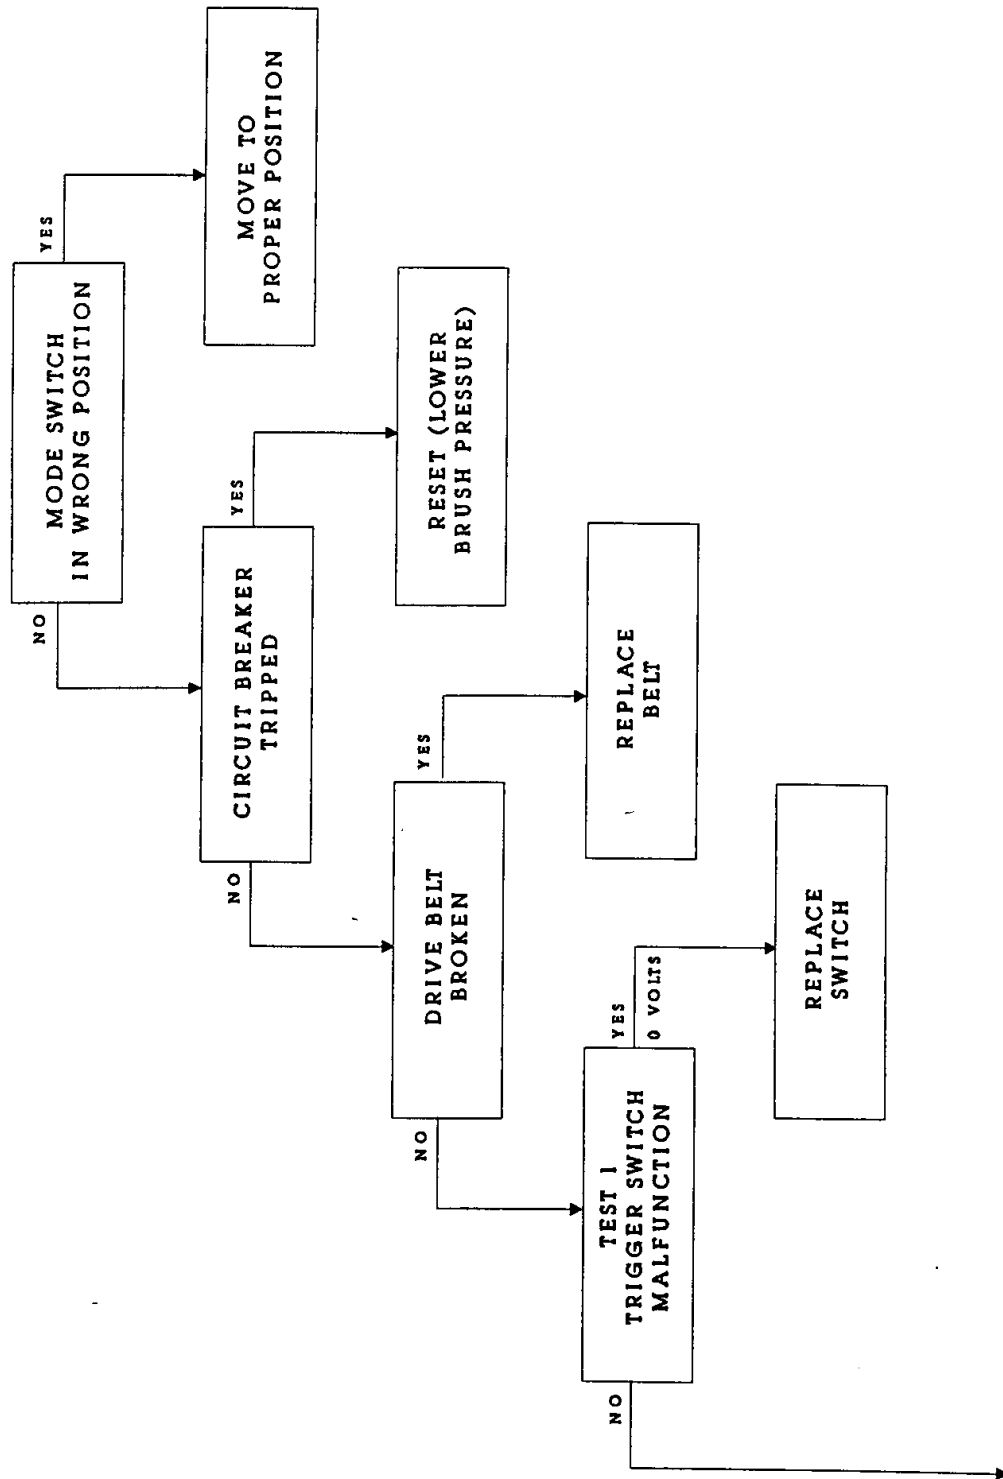 MODE SWITCH
IN WRONG POSITION
NO
YES
MOVE TO
PROPER POSITION
CIRCUIT BREAKER
TRIPPED
NO
YES
RESET (LOWER
BRUSH PRESSURE)
DRIVE BELT
BROKEN
NO
YES
REPLACE
BELT
TEST 1
TRIGGER SWITCH
MALFUNCTION
NO
YES
0 VOLTS
REPLACE
SWITCH